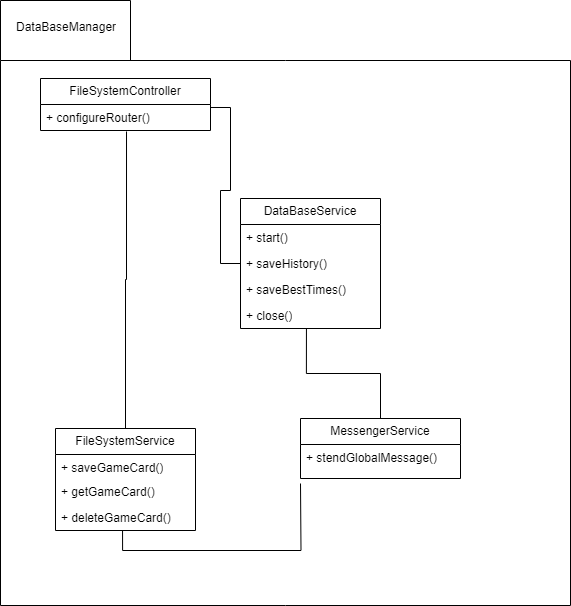 DataBaseManager
FileSystemController
+ configureRouter()
DataBaseService
+ start()
+ saveHistory()
+ saveBestTimes()
+ close()
FileSystemService
+ saveGameCard()
+ getGameCard()
+ deleteGameCard()
MessengerService
+ stendGlobalMessage()